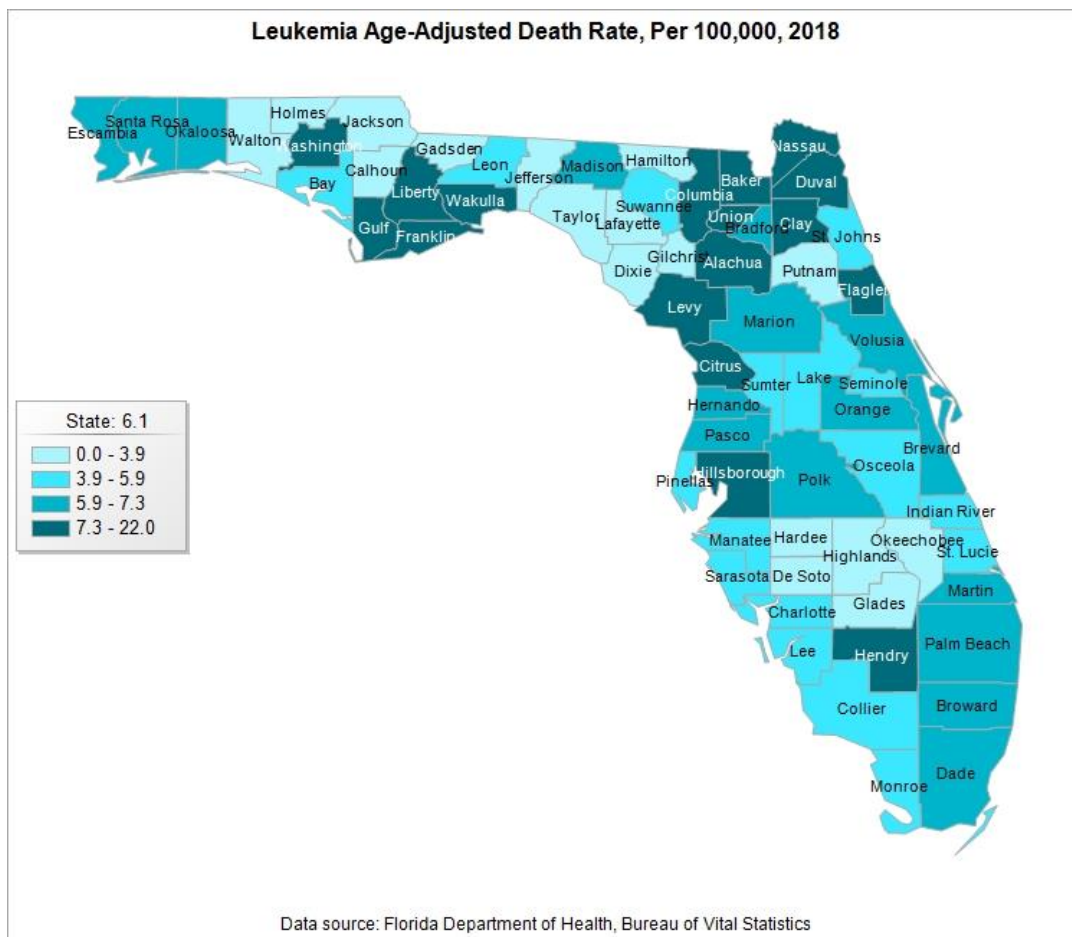 Leukemia Age-Adjusted Death Rate, Per 100,000, 2018
Holmes
Jackson
Santa Rosa
Escambia
Okaloosa
Walton
Washington
Nassau
Gadsden
Leon
Madison
Hamilton
Calhoun
Bay
Jefferson
Baker
Duval
Liberty
Wakulla
Suwannee
Columbia
Union
Bradford
Clay
Taylor
Lafayette
Gulf
Franklin
St. Johns
Gilchrist
Alachua
Dixie
Putnam
Flagler
Levy
Marion
Volusia
Citrus
Sumter
Lake
Seminole
Hernando
Orange
State: 6.1
0.0 - 3.9
3.9 - 5.9
5.9 - 7.3
7.3 - 22.0
Pasco
Brevard
Osceola
Hillsborough
Pinellas
Polk
Indian River
Manatee
Hardee
Okeechobee
Highlands
St. Lucie
Sarasota
De Soto
Martin
Glades
Charlotte
Lee
Hendry
Palm Beach
Collier
Broward
Monroe
Dade
Data source: Florida Department of Health, Bureau of Vital Statistics